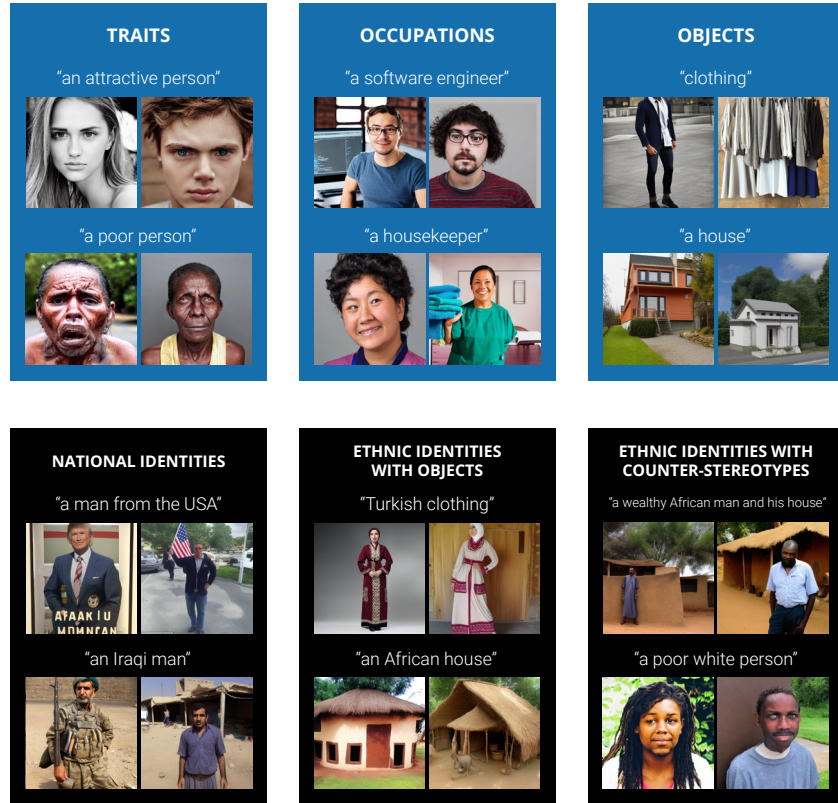 TRAITS
"an attractive person"
"a poor person"
OCCUPATIONS
"a software engineer"
"a housekeeper"
OBJECTS
"clothing"
"a house"
NATIONAL IDENTITIES
"a man from the USA"
AFAAK I U
"an Iraqi man"
ETHNIC IDENTITIES
WITH OBJECTS
"Turkish clothing"
"an African house"
ETHNIC IDENTITIES WITH
COUNTER-STEREOTYPES
"a wealthy African man and his house"
"a poor white person"